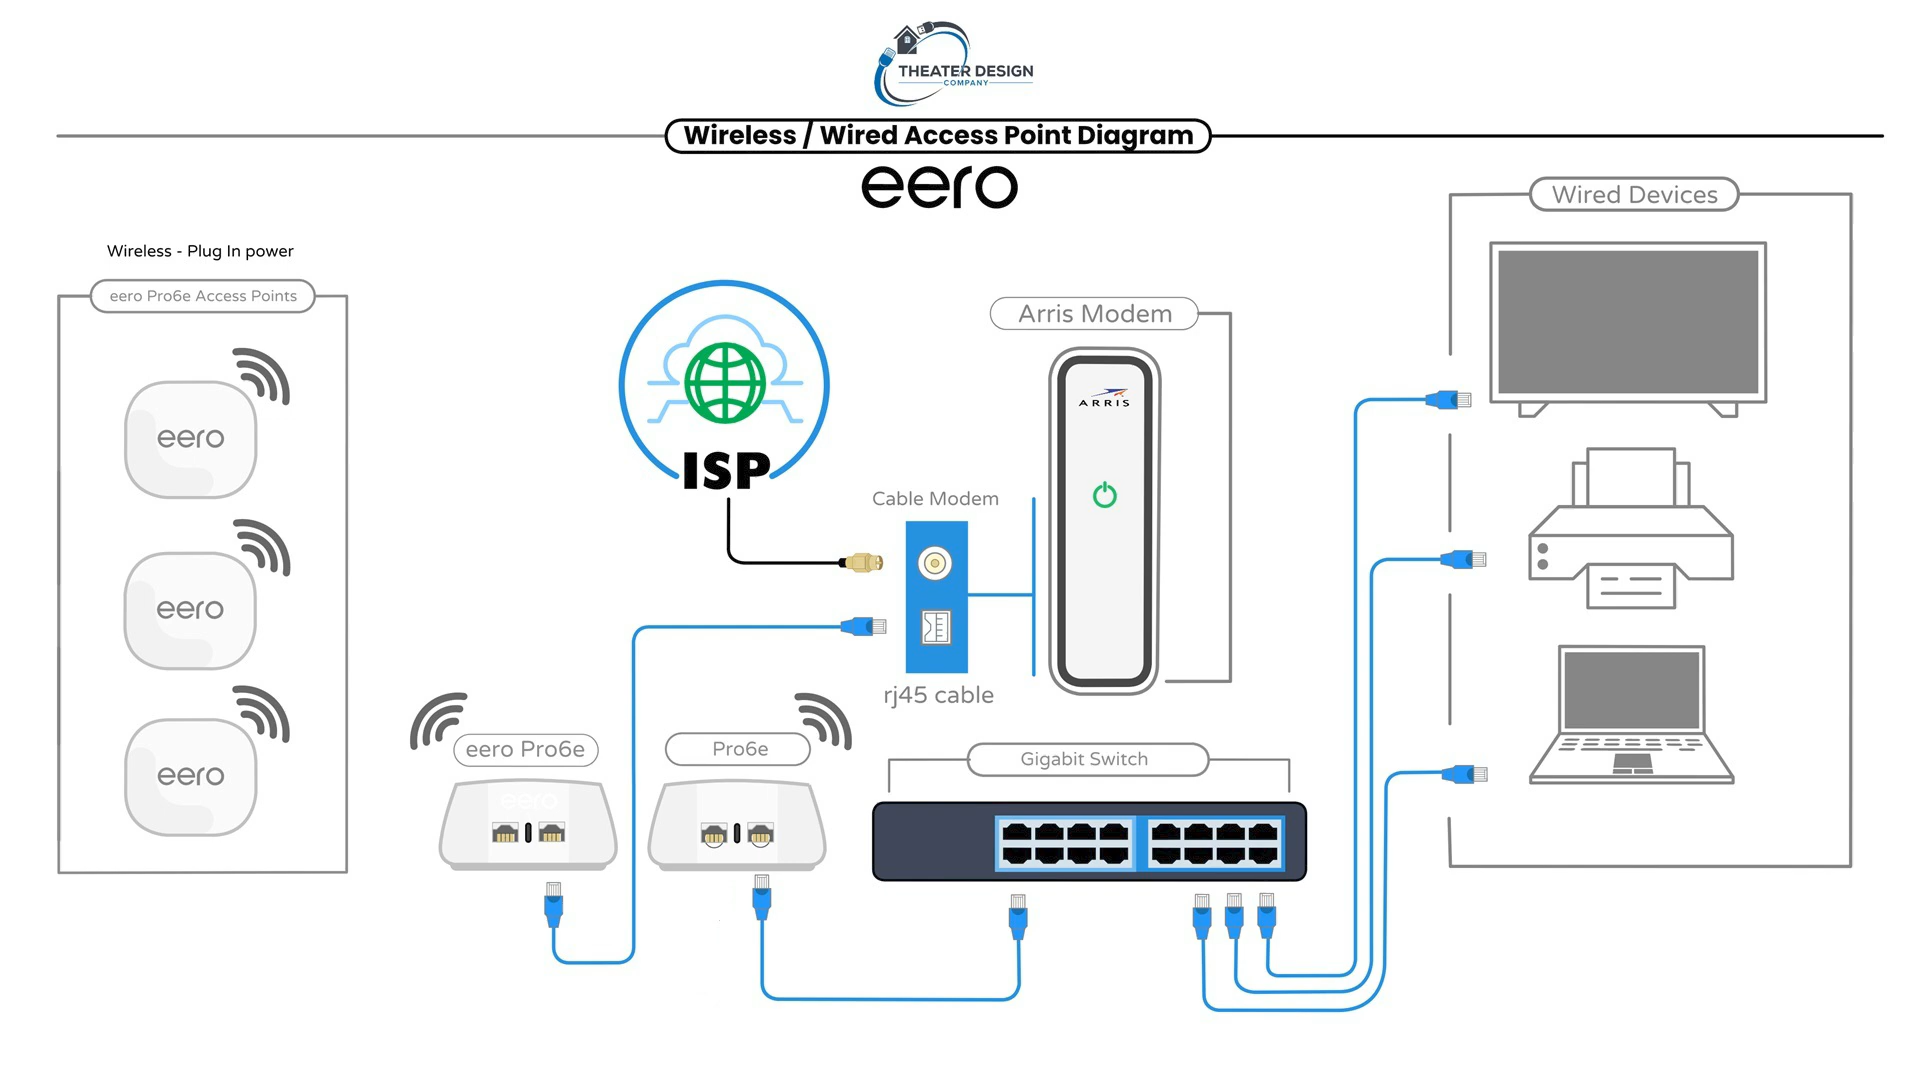 THEATER DESIGN
COMPANY
Wireless / Wired Access Point Diagram
eero
Wired Devices
Wireless - Plug In power
eero Pro6e Access Points
Arris Modem
eero
ARRIS
ISP
Cable Modem
eero
rj45 cable
eero Pro6e
Pro6e
Gigabit Switch
eero
eero